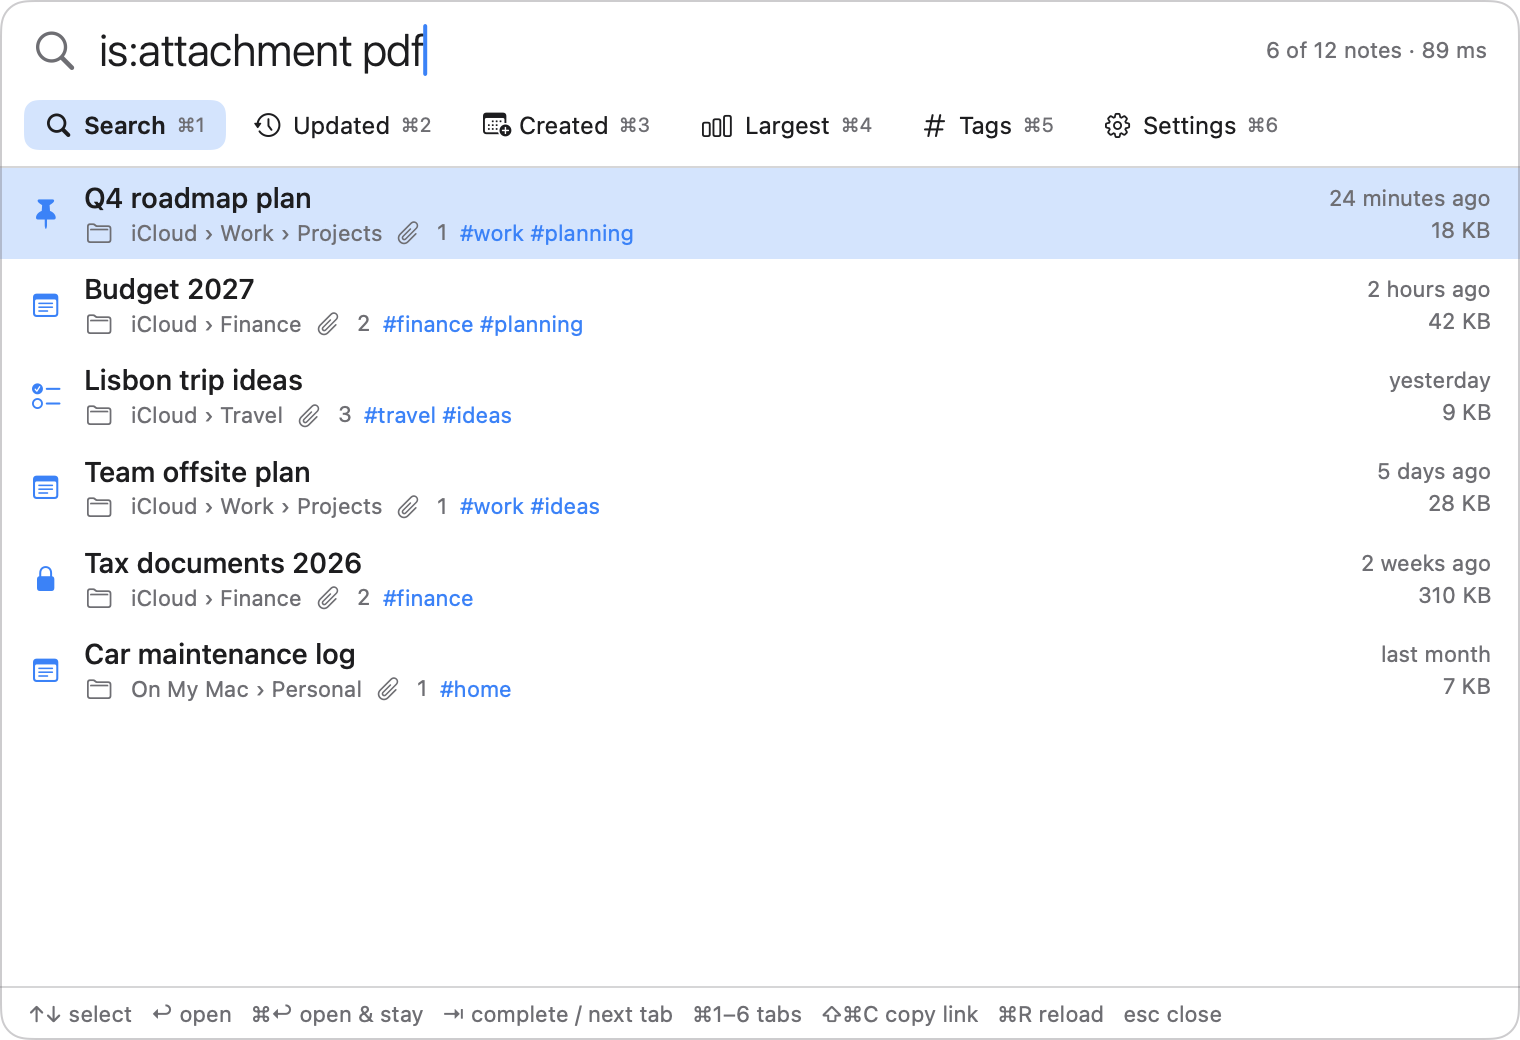 is:attachment pdf
6 of 12 notes · 89 ms
Search ⌘1 Updated ⌘2 Created ⌘3 Largest ⌘4 # Tags ⌘5 Settings ⌘6
Q4 roadmap plan
24 minutes ago
iCloud › Work › Projects 1 #work #planning
18 KB
Budget 2027
2 hours ago
iCloud › Finance 2 #finance #planning
42 KB
Lisbon trip ideas
yesterday
iCloud › Travel 3 #travel #ideas
9 KB
Team offsite plan
5 days ago
iCloud › Work › Projects 1 #work #ideas
28 KB
Tax documents 2026
2 weeks ago
iCloud › Finance 2 #finance
310 KB
Car maintenance log
last month
On My Mac › Personal 1 #home
7 KB
↑↓ select ↩ open ⌘↩ open & stay ⇥ complete / next tab ⌘1–6 tabs ⇧⌘C copy link ⌘R reload esc close